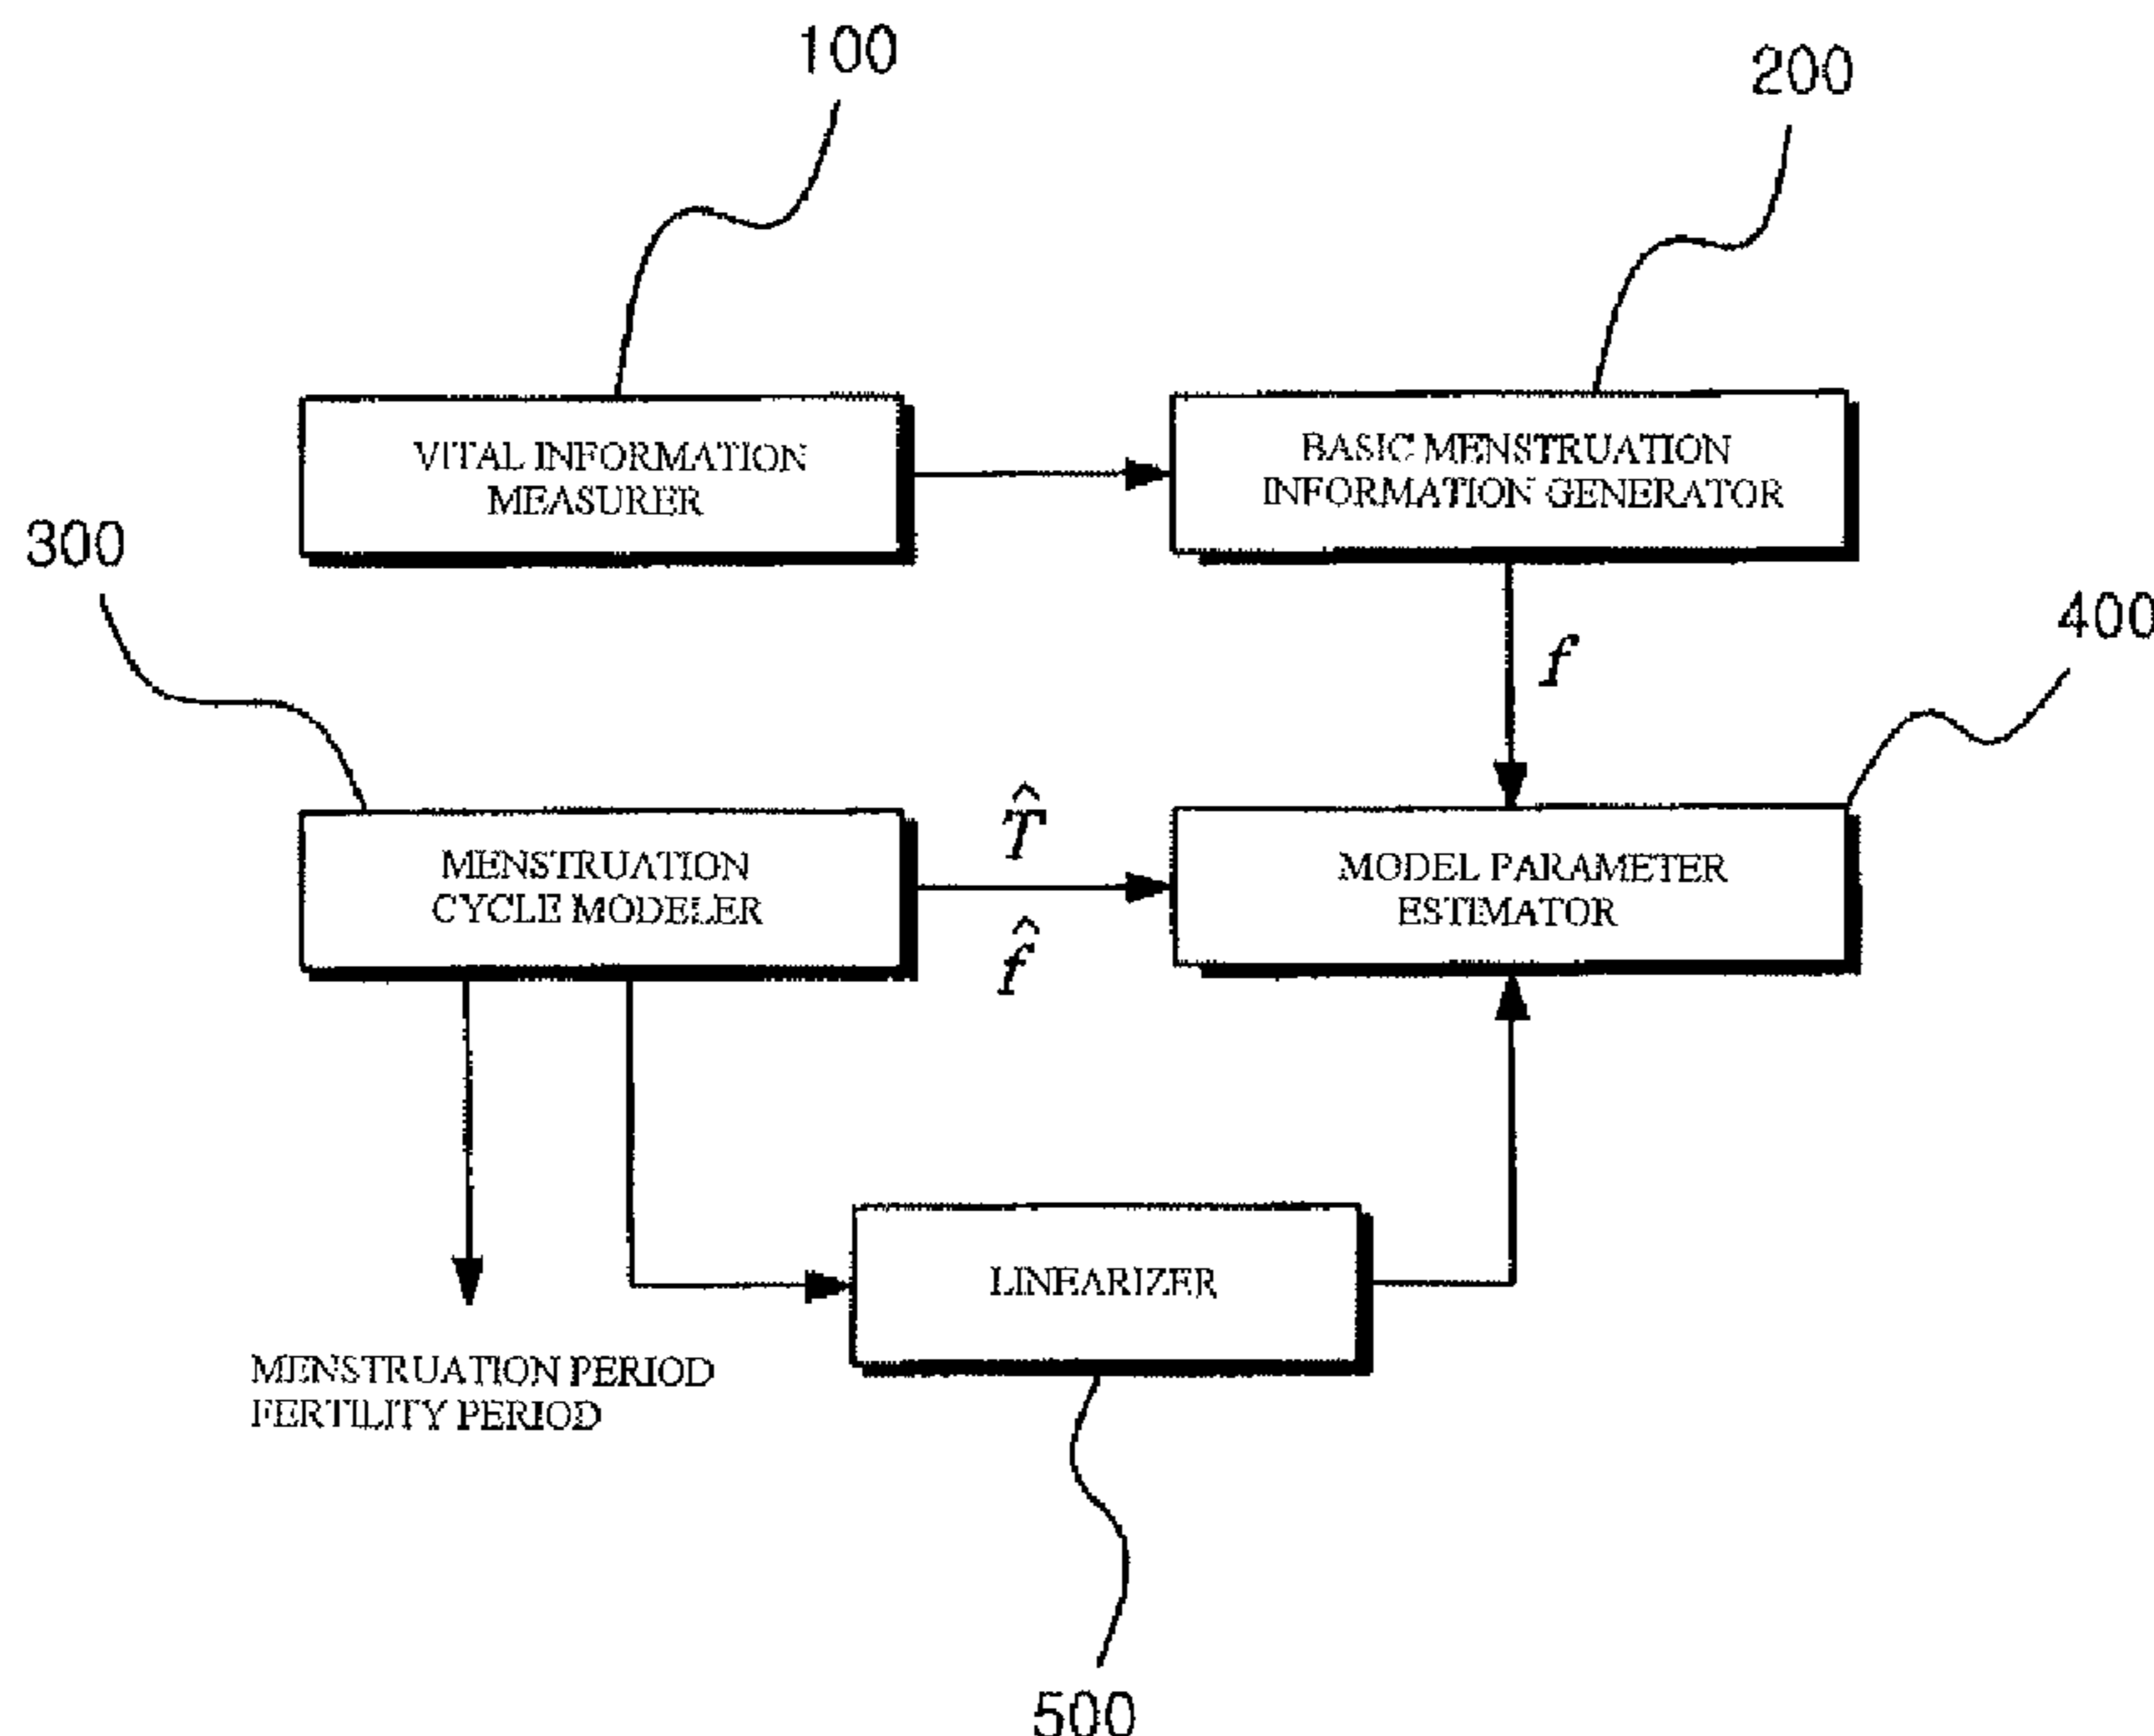 100
200
VITAL INFORMATION
MEASURER
BASIC MENSTRUATION
INFORMATION GENERATOR
300
400
f
T̂
f̂
MENSTRUATION
CYCLE MODELER
MODEL PARAMETER
ESTIMATOR
LINEARIZER
MENSTRUATION PERIOD
FERTILITY PERIOD
500